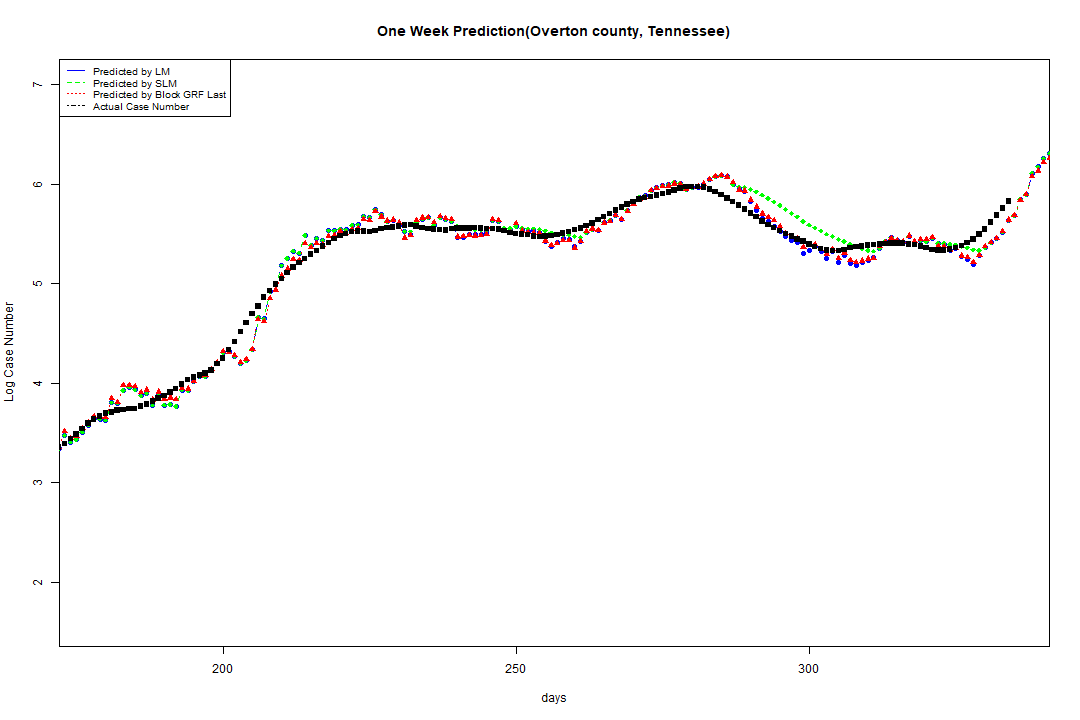 One Week Prediction(Overton county, Tennessee)
Predicted by LM
Predicted by SLM
Predicted by Block GRF Last
Actual Case Number
7
6
5
4
3
2
Log Case Number
200 250 300
days